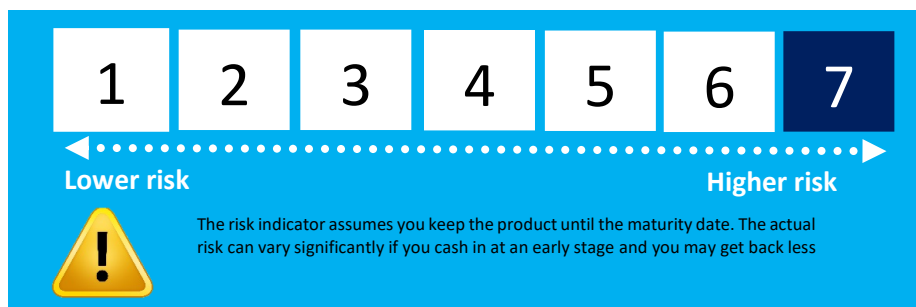 1 2 3 4 5 6 7
Lower risk Higher risk
The risk indicator assumes you keep the product until the maturity date. The actual
risk can vary significantly if you cash in at an early stage and you may get back less